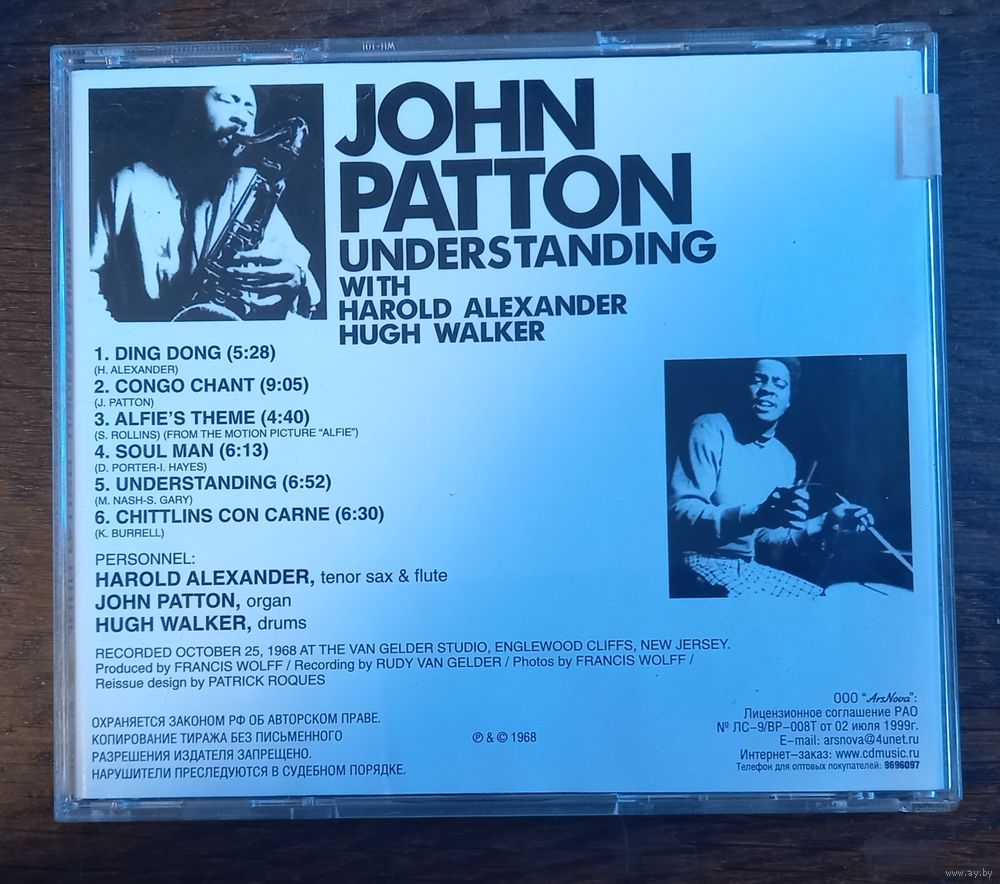 JOHN
PATTON
UNDERSTANDING
WITH
HAROLD ALEXANDER
HUGH WALKER
1. DING DONG (5:28)
(H. ALEXANDER)
2. CONGO CHANT (9:05)
(J. PATTON)
3. ALFIE'S THEME (4:40)
(S. ROLLINS) (FROM THE MOTION PICTURE "ALFIE")
4. SOUL MAN (6:13)
(D. PORTER-I. HAYES)
5. UNDERSTANDING (6:52)
(M. NASH-S. GARY)
6. CHITTLINS CON CARNE (6:30)
(K. BURRELL)
PERSONNEL:
HAROLD ALEXANDER, tenor sax & flute
JOHN PATTON, organ
HUGH WALKER, drums
RECORDED OCTOBER 25, 1968 AT THE VAN GELDER STUDIO, ENGLEWOOD CLIFFS, NEW JERSEY.
Produced by FRANCIS WOLFF / Recording by RUDY VAN GELDER / Photos by FRANCIS WOLFF /
Reissue design by PATRICK ROQUES
ОХРАНЯЕТСЯ ЗАКОНОМ РФ ОБ АВТОРСКОМ ПРАВЕ.
КОПИРОВАНИЕ ТИРАЖА БЕЗ ПИСЬМЕННОГО
РАЗРЕШЕНИЯ ИЗДАТЕЛЯ ЗАПРЕЩЕНО.
НАРУШИТЕЛИ ПРЕСЛЕДУЮТСЯ В СУДЕБНОМ ПОРЯДКЕ.
℗ & © 1968
ООО "ArsNova":
Лицензионное соглашение РАО
№ ЛС-9/ВР-008Т от 02 июля 1999г.
E-mail: arsnova@4unet.ru
Интернет-заказ: www.cdmusic.ru
Телефон для оптовых покупателей: 9696097
www.ay.by